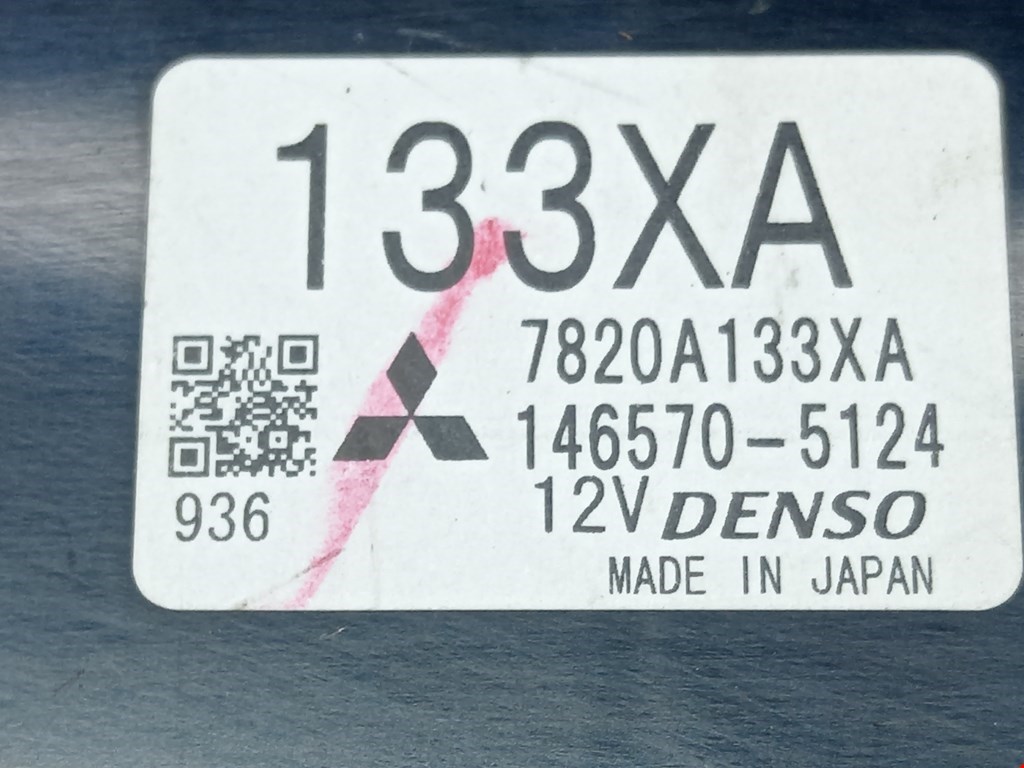 133XA
7820A133XA
146570-5124
936
12V DENSO
MADE IN JAPAN